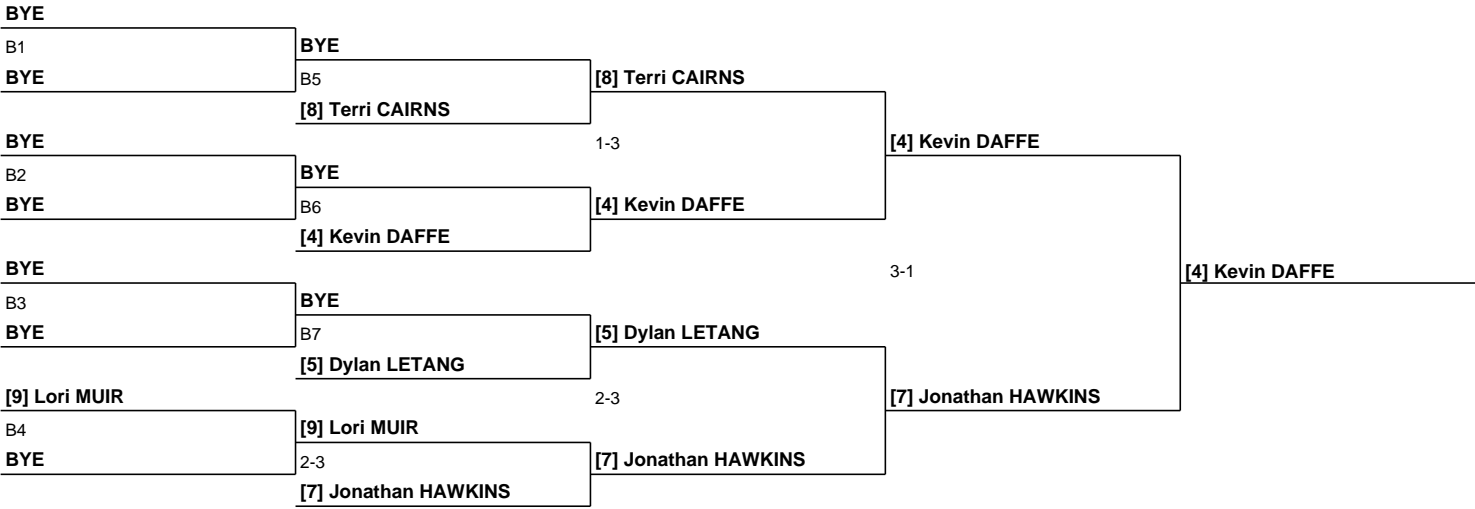 BYE
B1
BYE
BYE
B5
[8] Terri CAIRNS
[8] Terri CAIRNS
BYE
1-3
[4] Kevin DAFFE
B2
BYE
BYE
B6
[4] Kevin DAFFE
[4] Kevin DAFFE
BYE
3-1
[4] Kevin DAFFE
B3
BYE
BYE
B7
[5] Dylan LETANG
[5] Dylan LETANG
[9] Lori MUIR
2-3
[7] Jonathan HAWKINS
B4
[9] Lori MUIR
BYE
2-3
[7] Jonathan HAWKINS
[7] Jonathan HAWKINS